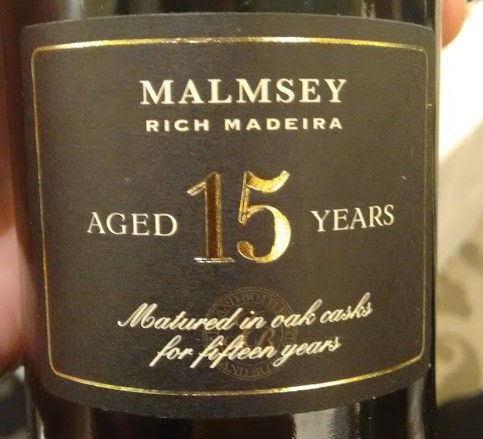 MALMSEY
RICH MADEIRA
AGED 15 YEARS
Matured in oak casks
for fifteen years